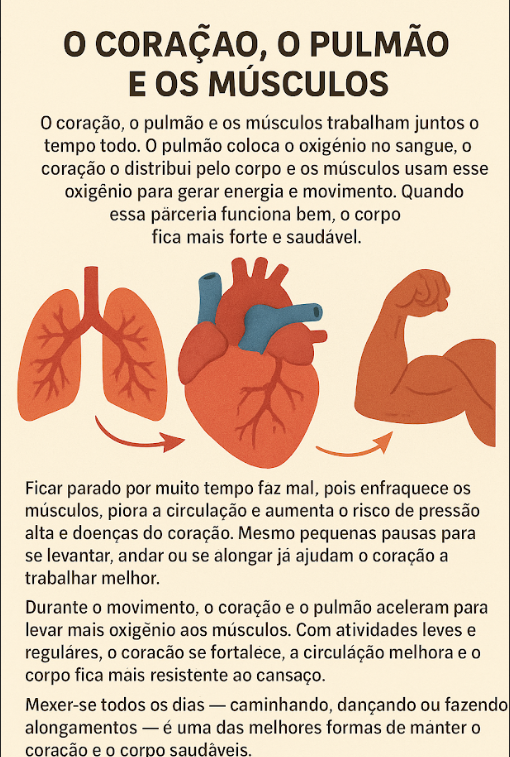 O CORAÇAO, O PULMÃO
E OS MÚSCULOS
O coração, o pulmão e os músculos trabalham juntos o
tempo todo. O pulmão coloca o oxigénio no sangue, o
coração o distribui pelo corpo e os músculos usam esse
oxigênio para gerar energia e movimento. Quando
essa párceria funciona bem, o corpo
fica mais forte e saudável.
Ficar parado por muito tempo faz mal, pois enfraquece os
músculos, piora a circulação e aumenta o risco de pressão
alta e doenças do coração. Mesmo pequenas pausas para
se levantar, andar ou se alongar já ajudam o coração a
trabalhar melhor.
Durante o movimento, o coração e o pulmão aceleram para
levar mais oxigênio aos músculos. Com atividades leves e
reguláres, o coracão se fortalece, a circulação melhora e o
corpo fica mais resistente ao cansaço.
Mexer-se todos os dias — caminhando, dançando ou fazendo
alongamentos — é uma das melhores formas de mánter o
coração e o corpo saudâveis.